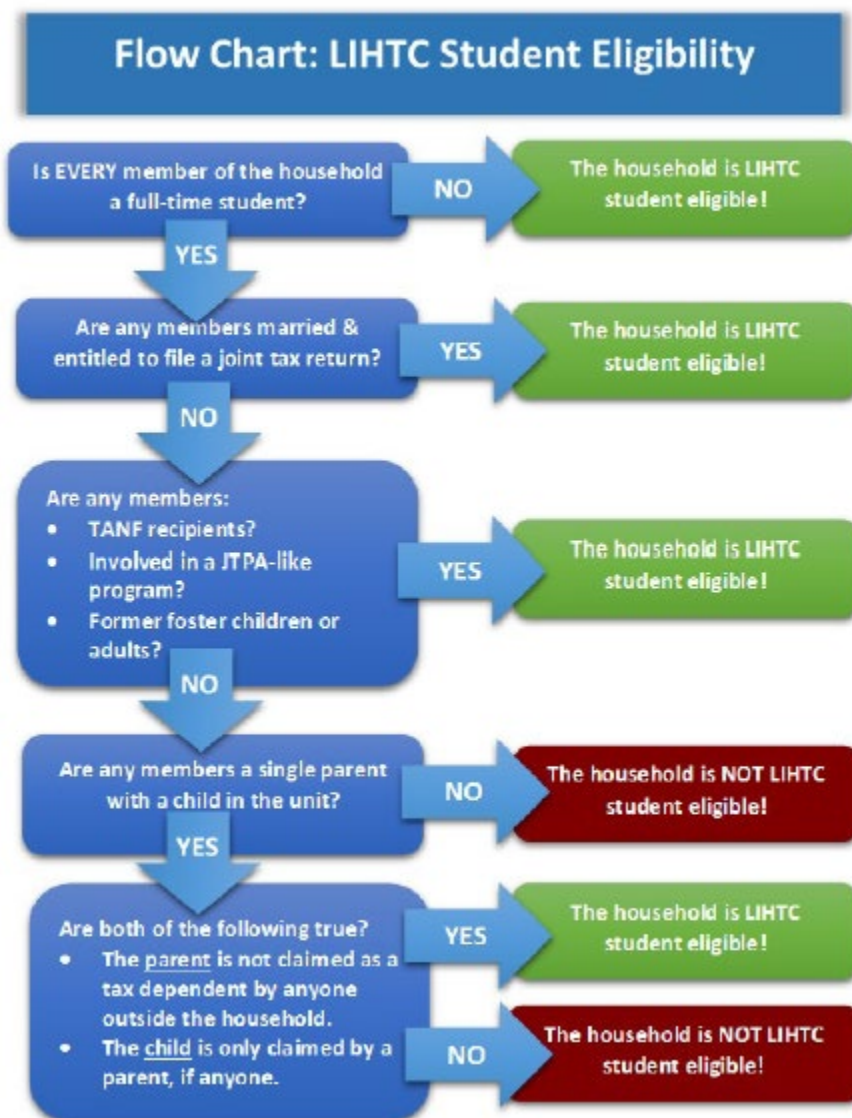 Flow Chart: LIHTC Student Eligibility
Is EVERY member of the household
a full-time student?
NO
The household is LIHTC
student eligible!
YES
Are any members married &
entitled to file a joint tax return?
YES
The household is LIHTC
student eligible!
NO
Are any members:
• TANF recipients?
• Involved in a JTPA-like
program?
• Former foster children or
adults?
YES
The household is LIHTC
student eligible!
NO
Are any members a single parent
with a child in the unit?
NO
The household is NOT LIHTC
student eligible!
YES
Are both of the following true?
• The parent is not claimed as a
tax dependent by anyone
outside the household.
• The child is only claimed by a
parent, if anyone.
YES
The household is LIHTC
student eligible!
NO
The household is NOT LIHTC
student eligible!